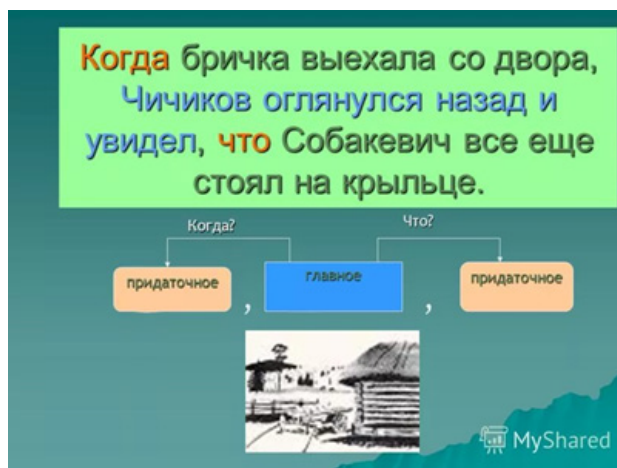 Когда бричка выехала со двора,
Чичиков оглянулся назад и
увидел, что Собакевич все еще
стоял на крыльце.
Когда? Что?
придаточное , главное , придаточное
MyShared